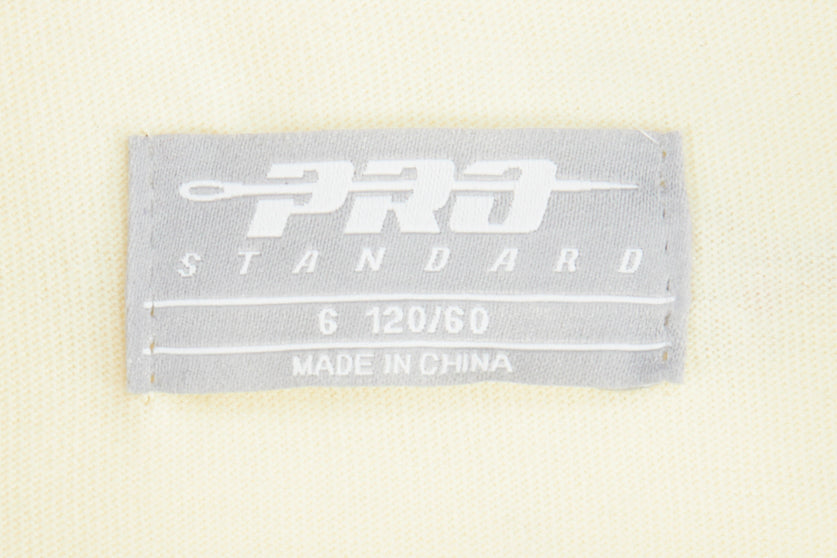 PRO
STANDARD
6 120/60
MADE IN CHINA